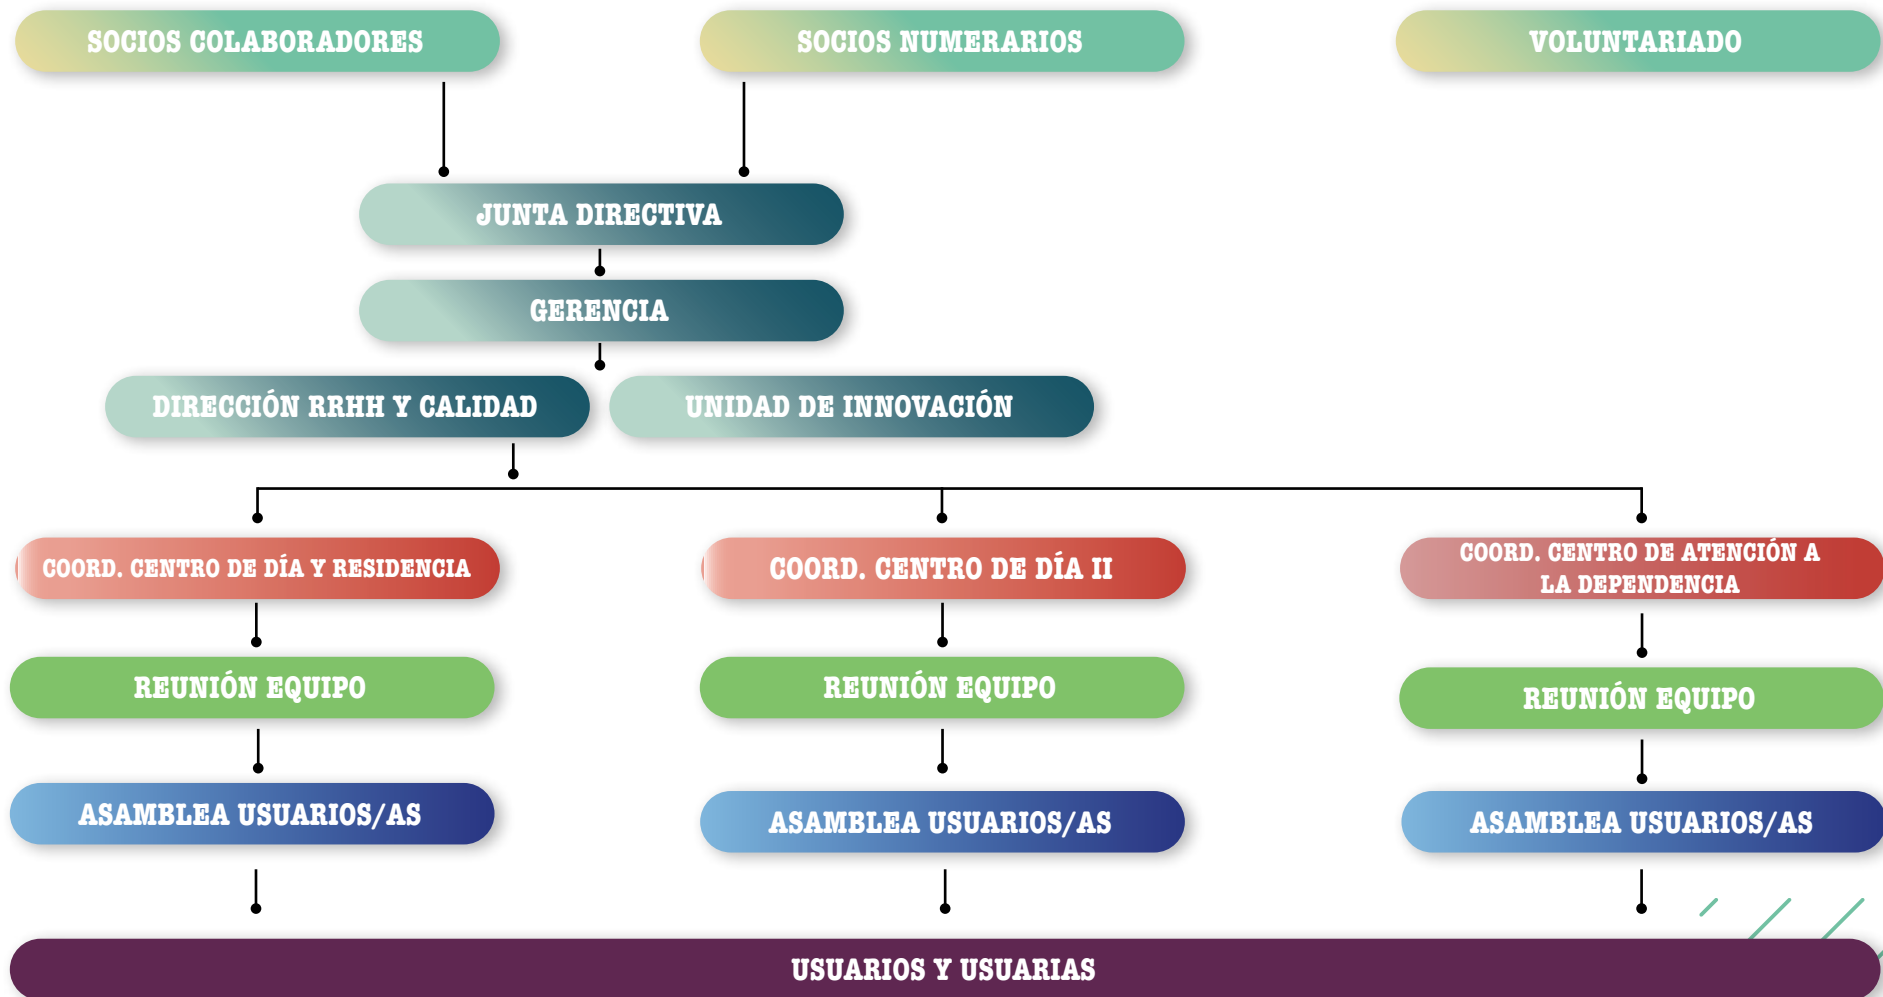 SOCIOS COLABORADORES
SOCIOS NUMERARIOS
VOLUNTARIADO
JUNTA DIRECTIVA
GERENCIA
DIRECCIÓN RRHH Y CALIDAD
UNIDAD DE INNOVACIÓN
COORD. CENTRO DE DÍA Y RESIDENCIA
COORD. CENTRO DE DÍA II
COORD. CENTRO DE ATENCIÓN A
LA DEPENDENCIA
REUNIÓN EQUIPO
REUNIÓN EQUIPO
REUNIÓN EQUIPO
ASAMBLEA USUARIOS/AS
ASAMBLEA USUARIOS/AS
ASAMBLEA USUARIOS/AS
USUARIOS Y USUARIAS